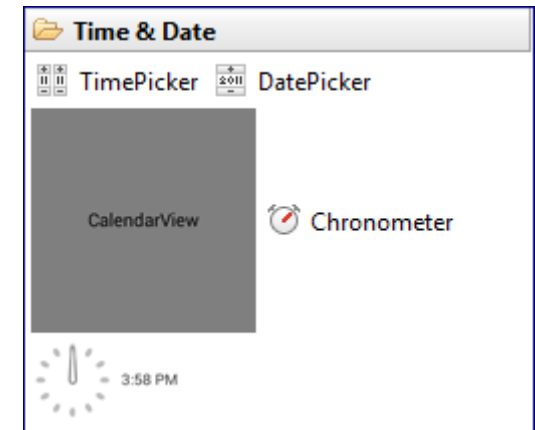 Time & Date
TimePicker DatePicker
CalendarView
Chronometer
3:58 PM